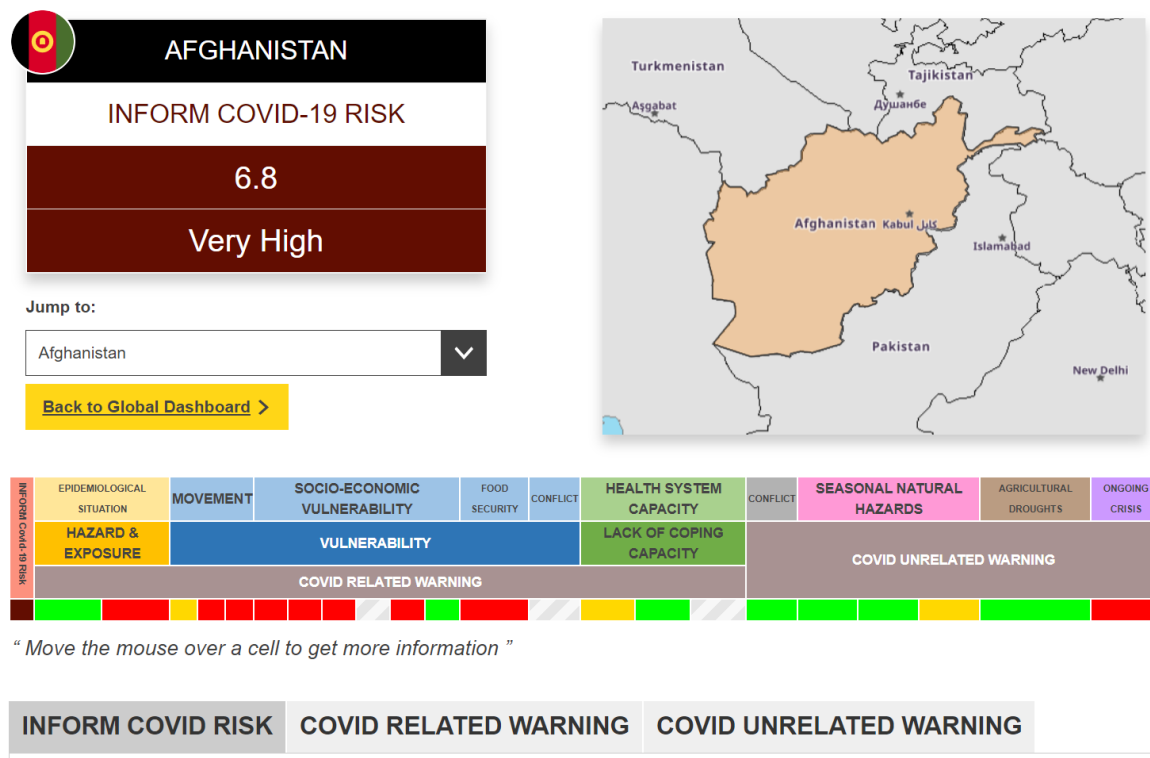 AFGHANISTAN
INFORM COVID-19 RISK
6.8
Very High
Jump to:
Afghanistan
Back to Global Dashboard
Turkmenistan
Tajikistan
Душанбе
Aşgabat
Afghanistan
Kabul کابل
Islamabad
Pakistan
New Delhi
INFORM Covid-19 Risk
EPIDEMIOLOGICAL
SITUATION
MOVEMENT
SOCIO-ECONOMIC
VULNERABILITY
FOOD
SECURITY
CONFLICT
HEALTH SYSTEM
CAPACITY
CONFLICT
SEASONAL NATURAL
HAZARDS
AGRICULTURAL
DROUGHTS
ONGOING
CRISIS
HAZARD &
EXPOSURE
VULNERABILITY
LACK OF COPING
CAPACITY
COVID UNRELATED WARNING
COVID RELATED WARNING
“ Move the mouse over a cell to get more information ”
INFORM COVID RISK
COVID RELATED WARNING
COVID UNRELATED WARNING